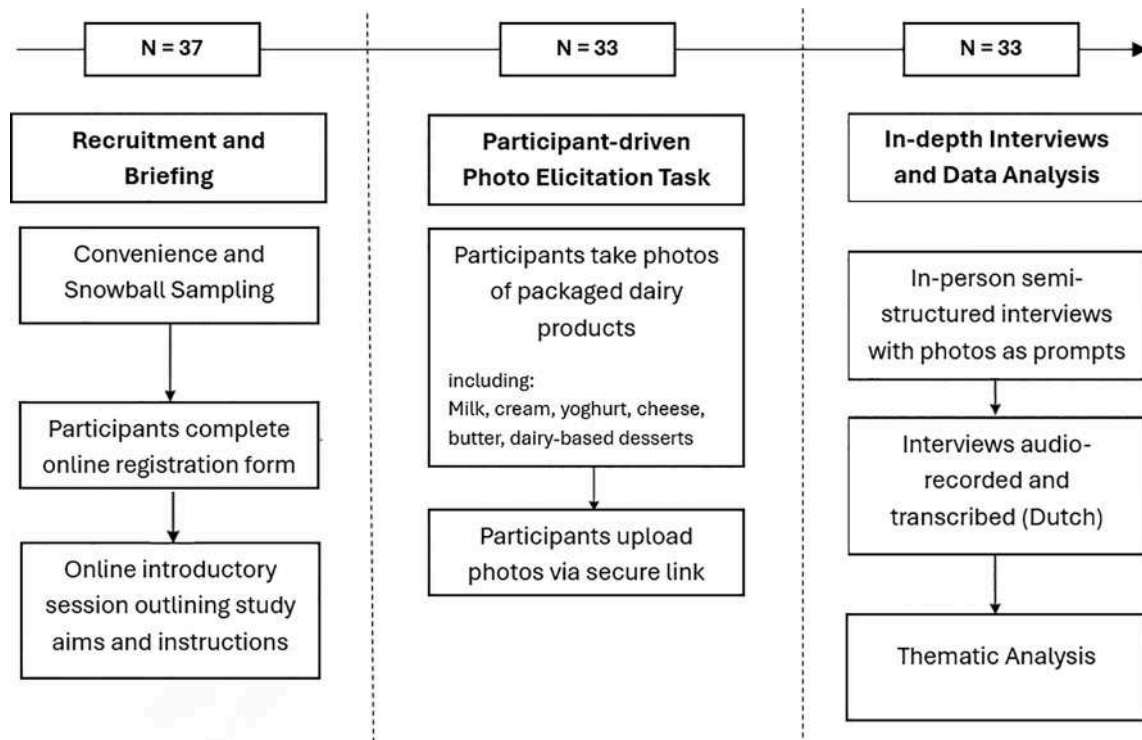 N = 37
Recruitment and
Briefing
Convenience and
Snowball Sampling
Participants complete
online registration form
Online introductory
session outlining study
aims and instructions
N = 33
Participant-driven
Photo Elicitation Task
Participants take photos
of packaged dairy
products
including:
Milk, cream, yoghurt, cheese,
butter, dairy-based desserts
Participants upload
photos via secure link
N = 33
In-depth Interviews
and Data Analysis
In-person semi-
structured interviews
with photos as prompts
Interviews audio-
recorded and
transcribed (Dutch)
Thematic Analysis